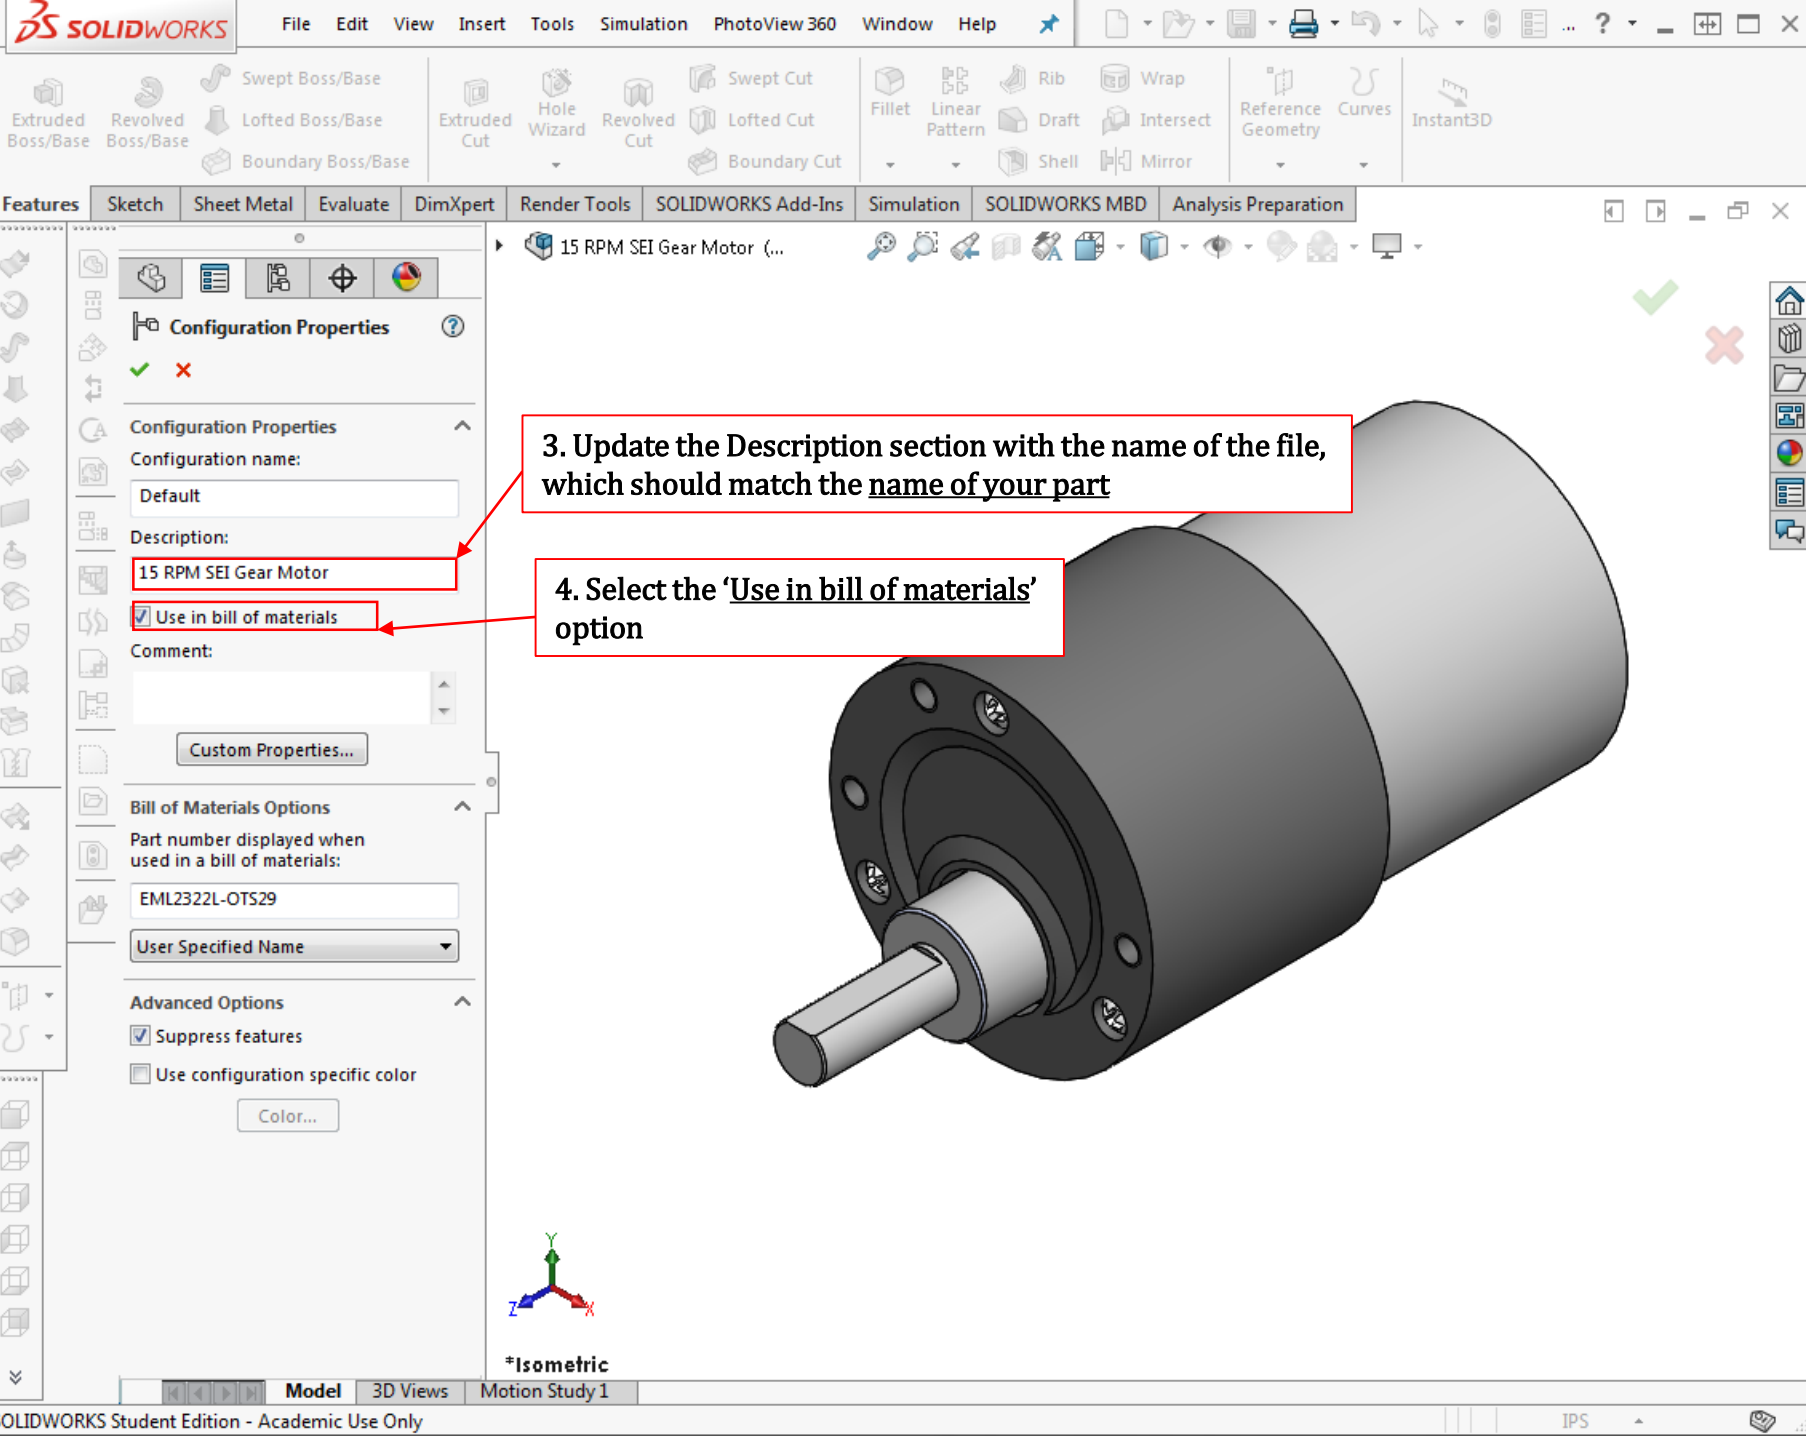 SOLIDWORKS File Edit View Insert Tools Simulation PhotoView 360 Window Help ... ?
Extruded Boss/Base
Revolved Boss/Base
Swept Boss/Base
Lofted Boss/Base
Boundary Boss/Base
Extruded Cut
Hole Wizard
Revolved Cut
Swept Cut
Lofted Cut
Boundary Cut
Fillet
Linear Pattern
Rib
Draft
Shell
Wrap
Intersect
Mirror
Reference Geometry
Curves
Instant3D
Features Sketch Sheet Metal Evaluate DimXpert Render Tools SOLIDWORKS Add-Ins Simulation SOLIDWORKS MBD Analysis Preparation
15 RPM SEI Gear Motor (...
Configuration Properties ?
Configuration Properties
Configuration name:
Default
Description:
15 RPM SEI Gear Motor
Use in bill of materials
Comment:
Custom Properties...
Bill of Materials Options
Part number displayed when
used in a bill of materials:
EML2322L-OTS29
User Specified Name
Advanced Options
Suppress features
Use configuration specific color
Color...
3. Update the Description section with the name of the file,
which should match the name of your part
4. Select the ‘Use in bill of materials’
option
Y
Z
X
*Isometric
Model 3D Views Motion Study 1
OLIDWORKS Student Edition - Academic Use Only
IPS